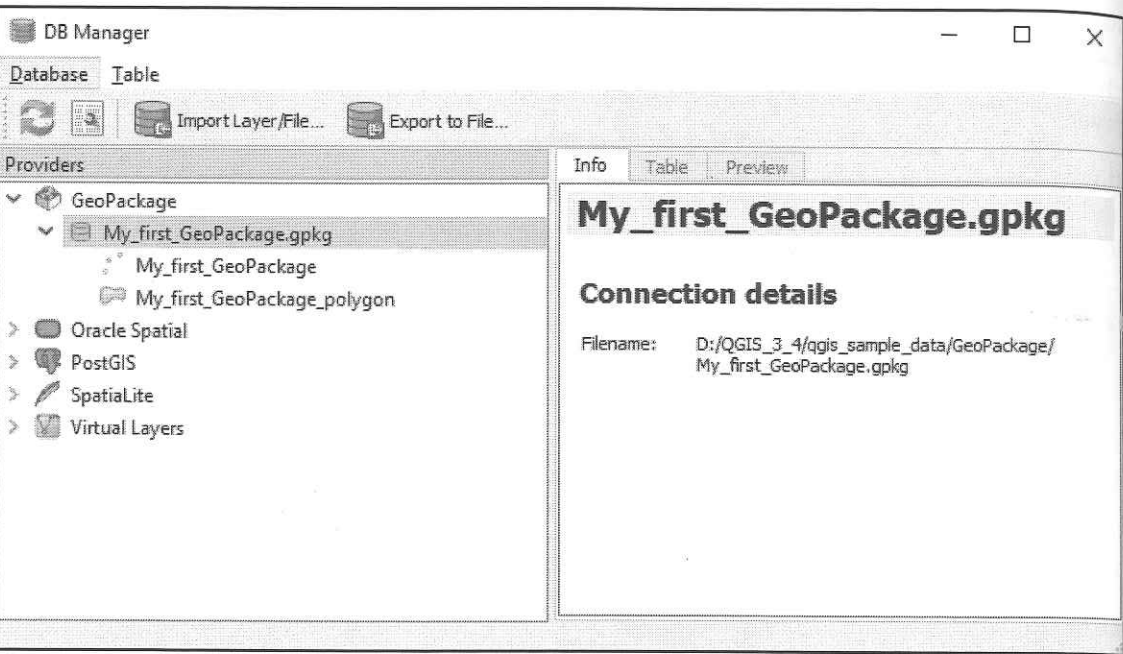 DB Manager
Database Table
Import Layer/File... Export to File...
Providers
GeoPackage
My_first_GeoPackage.gpkg
My_first_GeoPackage
My_first_GeoPackage_polygon
Oracle Spatial
PostGIS
SpatiaLite
Virtual Layers
Info Table Preview
My_first_GeoPackage.gpkg
Connection details
Filename: D:/QGIS_3_4/qgis_sample_data/GeoPackage/
My_first_GeoPackage.gpkg